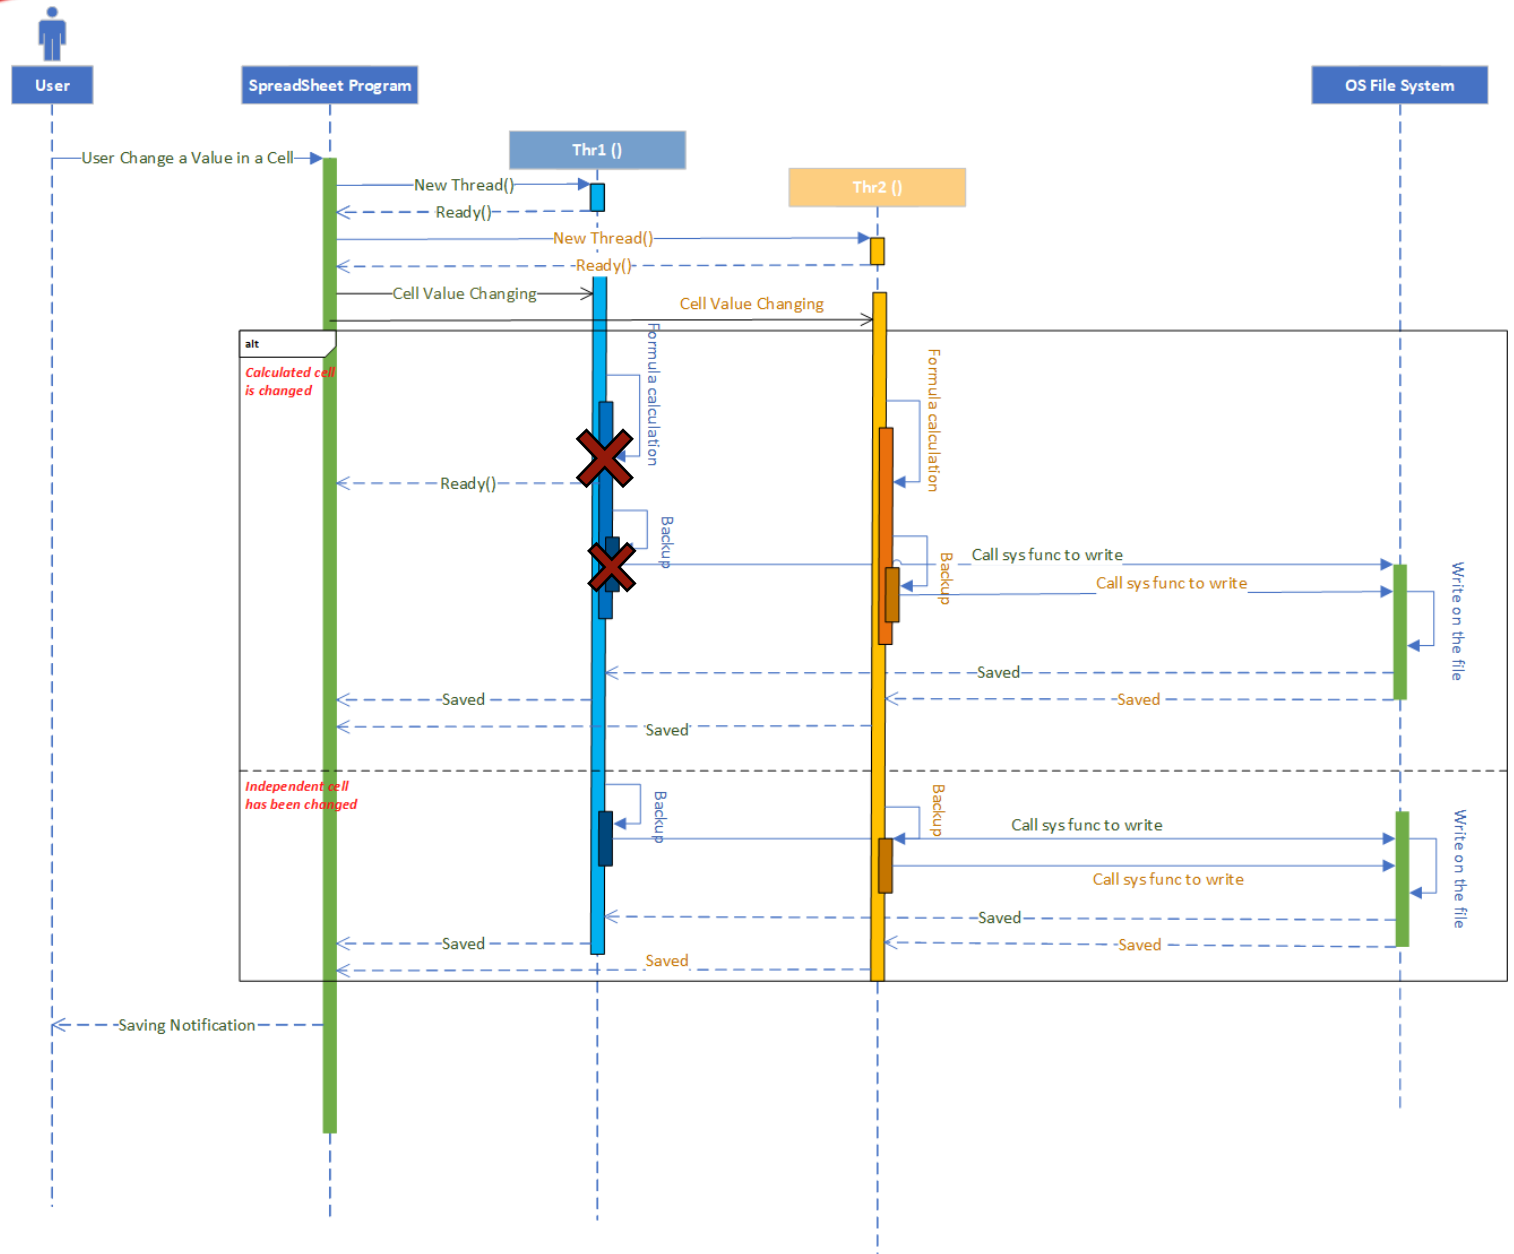 User
SpreadSheet Program
OS File System
Thr1 ()
User Change a Value in a Cell
Thr2 ()
New Thread()
Ready()
New Thread()
Ready()
Cell Value Changing
Cell Value Changing
alt
Calculated cell
is changed
Formula calculation
Formula calculation
Ready()
Backup
Backup
Call sys func to write
Call sys func to write
Write on the file
Saved
Saved
Saved
Saved
Independent cell
has been changed
Backup
Backup
Call sys func to write
Call sys func to write
Write on the file
Saved
Saved
Saved
Saved
Saving Notification